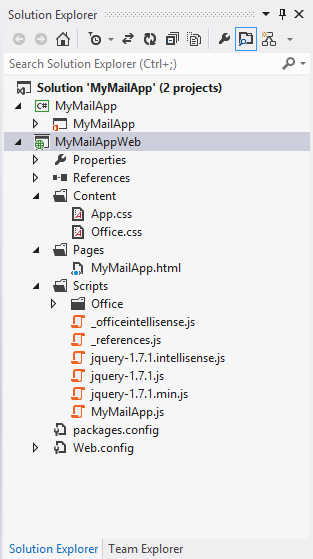 Solution Explorer
Search Solution Explorer (Ctrl+;)
Solution 'MyMailApp' (2 projects)
C# MyMailApp
MyMailApp
MyMailAppWeb
Properties
References
Content
App.css
Office.css
Pages
MyMailApp.html
Scripts
Office
_officeintellisense.js
_references.js
jquery-1.7.1.intellisense.js
jquery-1.7.1.js
jquery-1.7.1.min.js
MyMailApp.js
packages.config
Web.config
Solution Explorer Team Explorer